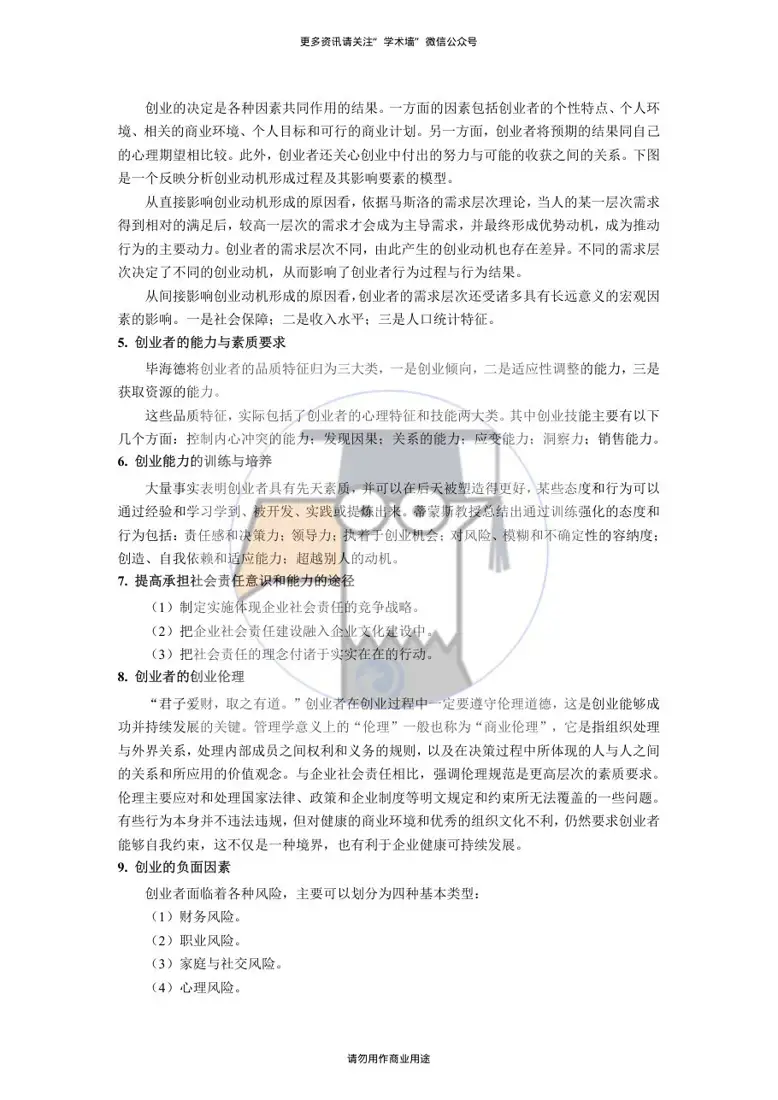 更多资讯请关注“学术墙”微信公众号
创业的决定是各种因素共同作用的结果。一方面的因素包括创业者的个性特点、个人环
境、相关的商业环境、个人目标和可行的商业计划。另一方面，创业者将预期的结果同自己
的心理期望相比较。此外，创业者还关心创业中付出的努力与可能的收获之间的关系。下图
是一个反映分析创业动机形成过程及其影响要素的模型。
从直接影响创业动机形成的原因看，依据马斯洛的需求层次理论，当人的某一层次需求
得到相对的满足后，较高一层次的需求才会成为主导需求，并最终形成优势动机，成为推动
行为的主要动力。创业者的需求层次不同，由此产生的创业动机也存在差异。不同的需求层
次决定了不同的创业动机，从而影响了创业者行为过程与行为结果。
从间接影响创业动机形成的原因看，创业者的需求层次还受诸多具有长远意义的宏观因
素的影响。一是社会保障；二是收入水平；三是人口统计特征。
5. 创业者的能力与素质要求
毕海德将创业者的品质特征归为三大类，一是创业倾向，二是适应性调整的能力，三是
获取资源的能力。
这些品质特征，实际包括了创业者的心理特征和技能两大类。其中创业技能主要有以下
几个方面：控制内心冲突的能力；发现因果；关系的能力；应变能力；洞察力；销售能力。
6. 创业能力的训练与培养
大量事实表明创业者具有先天素质，并可以在后天被塑造得更好，某些态度和行为可以
通过经验和学习学到、被开发、实践或提炼出来。蒂蒙斯教授总结出通过训练强化的态度和
行为包括：责任感和决策力；领导力；执着于创业机会；对风险、模糊和不确定性的容纳度；
创造、自我依赖和适应能力；超越别人的动机。
7. 提高承担社会责任意识和能力的途径
（1）制定实施体现企业社会责任的竞争战略。
（2）把企业社会责任建设融入企业文化建设中。
（3）把社会责任的理念付诸于实实在在的行动。
8. 创业者的创业伦理
“君子爱财，取之有道。”创业者在创业过程中一定要遵守伦理道德，这是创业能够成
功并持续发展的关键。管理学意义上的“伦理”一般也称为“商业伦理”，它是指组织处理
与外界关系，处理内部成员之间权利和义务的规则，以及在决策过程中所体现的人与人之间
的关系和所应用的价值观念。与企业社会责任相比，强调伦理规范是更高层次的素质要求。
伦理主要应对和处理国家法律、政策和企业制度等明文规定和约束所无法覆盖的一些问题。
有些行为本身并不违法违规，但对健康的商业环境和优秀的组织文化不利，仍然要求创业者
能够自我约束，这不仅是一种境界，也有利于企业健康可持续发展。
9. 创业的负面因素
创业者面临着各种风险，主要可以划分为四种基本类型：
（1）财务风险。
（2）职业风险。
（3）家庭与社交风险。
（4）心理风险。
请勿用作商业用途